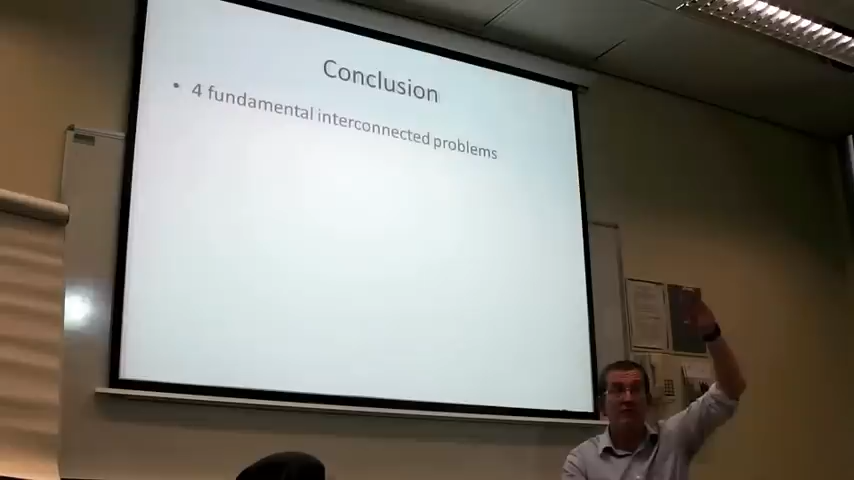 Conclusion
• 4 fundamental interconnected problems